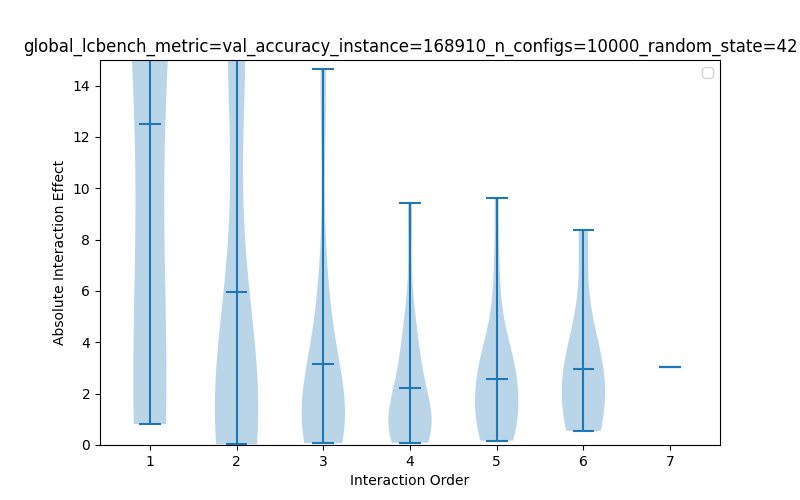 global_lcbench_metric=val_accuracy_instance=168910_n_configs=10000_random_state=42
Absolute Interaction Effect
14
12
10
8
6
4
2
0
1 2 3 4 5 6 7
Interaction Order